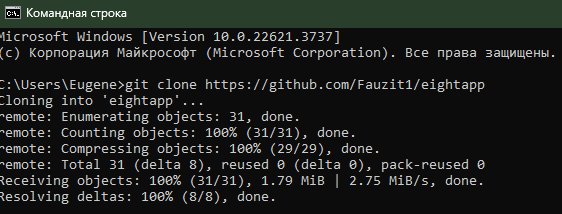 Командная строка
Microsoft Windows [Version 10.0.22621.3737]
(c) Корпорация Майкрософт (Microsoft Corporation). Все права защищены.
C:\Users\Eugene>git clone https://github.com/Fauzit1/eightapp
Cloning into 'eightapp'...
remote: Enumerating objects: 31, done.
remote: Counting objects: 100% (31/31), done.
remote: Compressing objects: 100% (29/29), done.
remote: Total 31 (delta 8), reused 0 (delta 0), pack-reused 0
Receiving objects: 100% (31/31), 1.79 MiB | 2.75 MiB/s, done.
Resolving deltas: 100% (8/8), done.